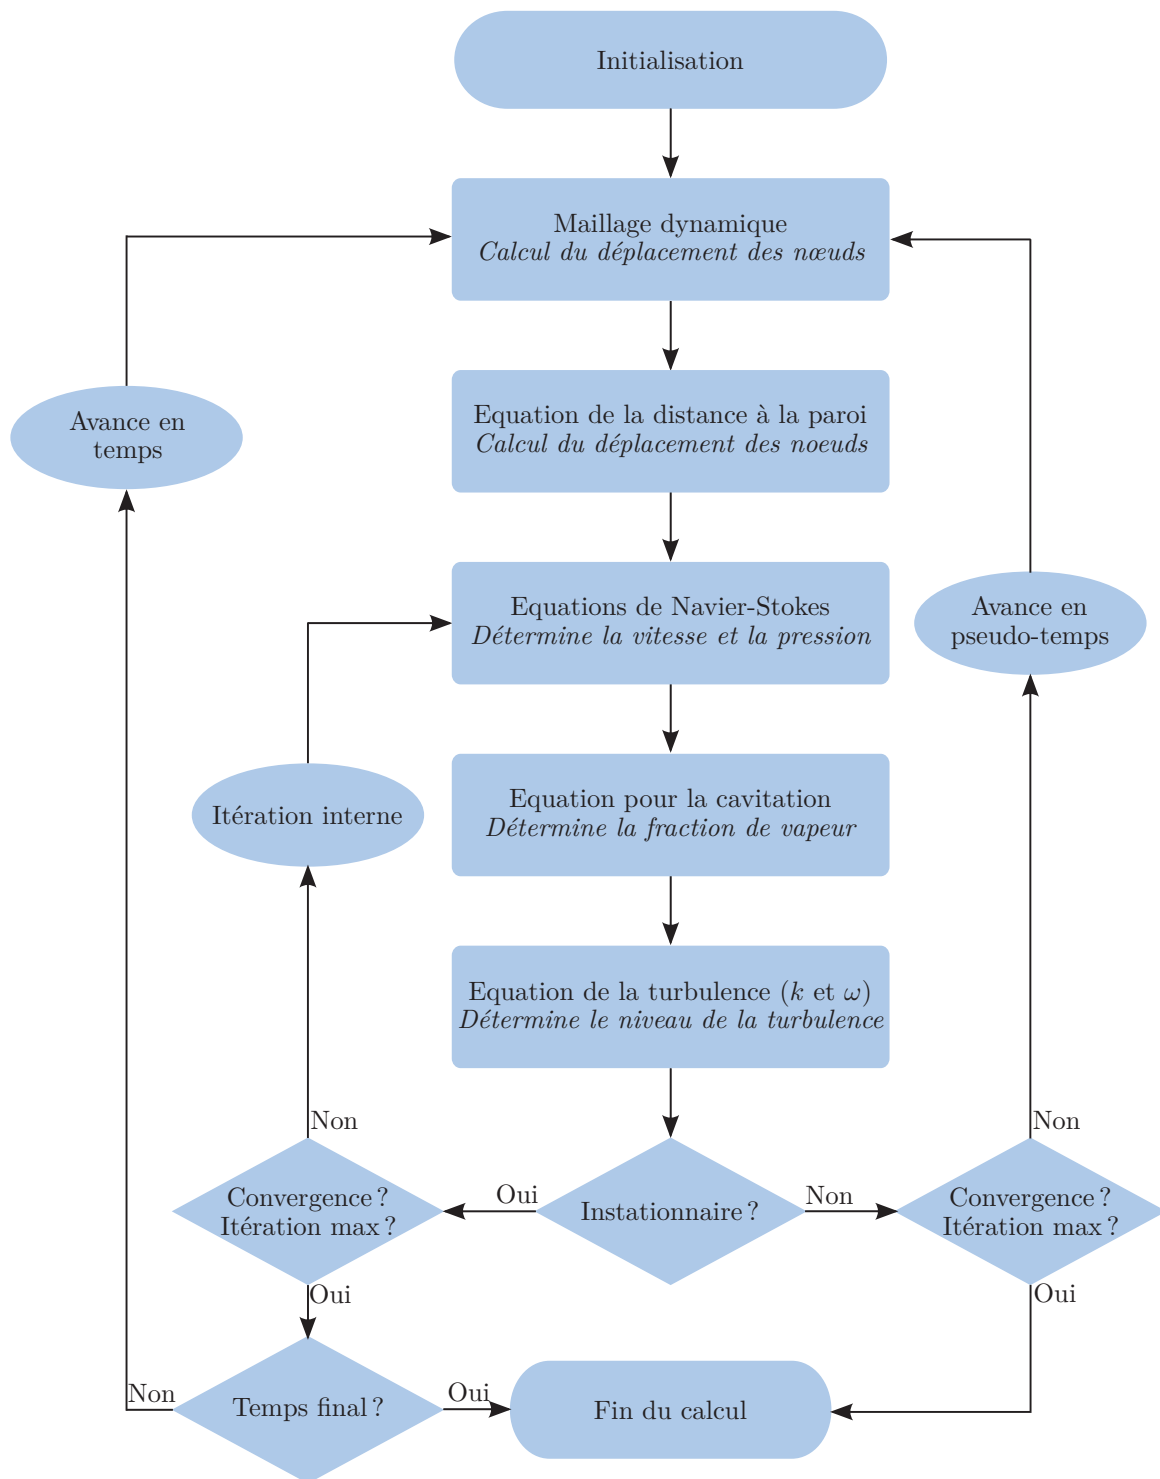 Initialisation
Maillage dynamique
Calcul du déplacement des nœuds
Avance en
temps
Equation de la distance à la paroi
Calcul du déplacement des noeuds
Equations de Navier-Stokes
Détermine la vitesse et la pression
Avance en
pseudo-temps
Itération interne
Equation pour la cavitation
Détermine la fraction de vapeur
Equation de la turbulence (k et ω)
Détermine le niveau de la turbulence
Non
Non
Convergence ?
Itération max ?
Oui
Instationnaire ?
Non
Convergence ?
Itération max ?
Oui
Oui
Non
Temps final ?
Oui
Fin du calcul